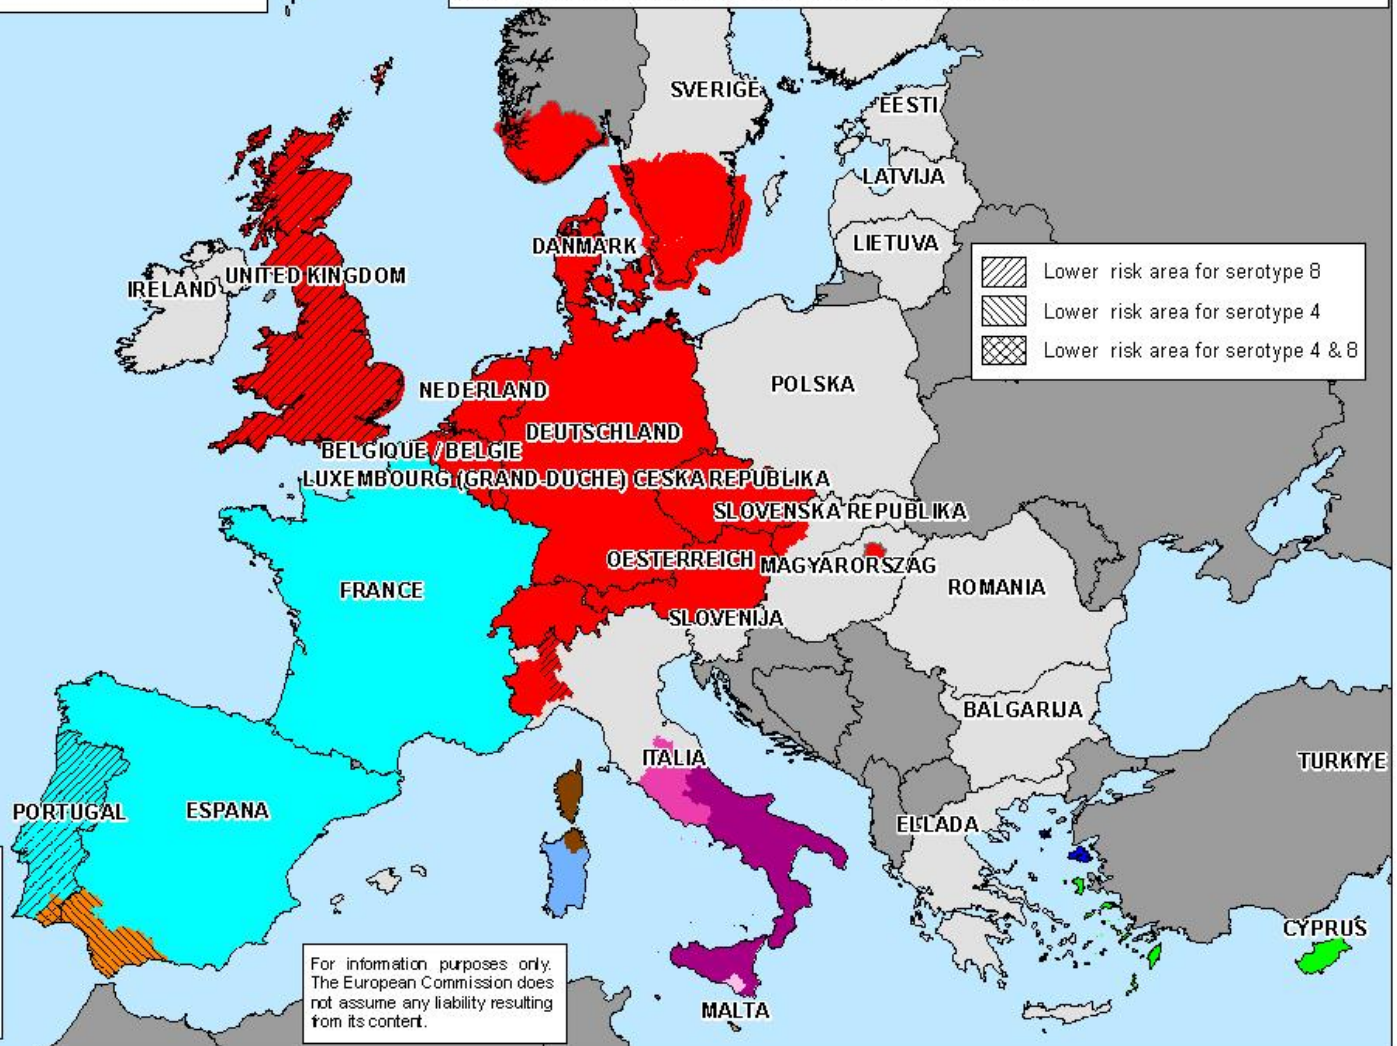 SVERIGE
EESTI
LATVIJA
LIETUVA
DANMARK
UNITED KINGDOM
IRELAND
Lower risk area for serotype 8
Lower risk area for serotype 4
Lower risk area for serotype 4 & 8
NEDERLAND
POLSKA
DEUTSCHLAND
BELGIQUE / BELGIE
LUXEMBOURG (GRAND-DUCHE)
CESKA REPUBLIKA
SLOVENSKA REPUBLIKA
OESTERREICH
MAGYARORSZAG
FRANCE
ROMANIA
SLOVENIJA
BALGARIJA
ITALIA
TURKIYE
PORTUGAL
ESPANA
ELLADA
CYPRUS
MALTA
For information purposes only.
The European Commission does
not assume any liability resulting
from its content.